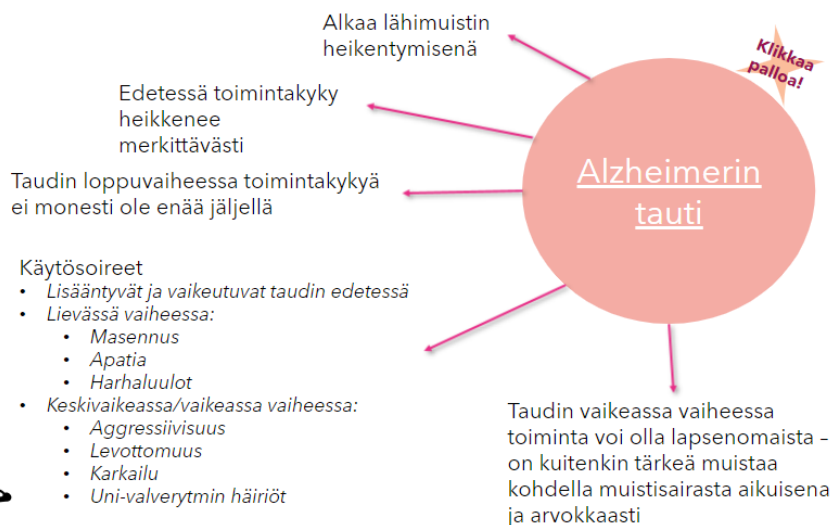 Alkaa lähimuistin
heikentymisenä
Klikkaa
palloa!
Edetessä toimintakyky
heikkenee
merkittävästi
Alzheimerin
tauti
Taudin loppuvaiheessa toimintakykyä
ei monesti ole enää jäljellä
Käytösoireet
• Lisääntyvät ja vaikeutuvat taudin edetessä
• Lievässä vaiheessa:
• Masennus
• Apatia
• Harhaluulot
• Keskivaikeassa/vaikeassa vaiheessa:
• Aggressiivisuus
• Levottomuus
• Karkailu
• Uni-valverytmin häiriöt
Taudin vaikeassa vaiheessa
toiminta voi olla lapsenomaista –
on kuitenkin tärkeä muistaa
kohdella muistisairasta aikuisena
ja arvokkaasti